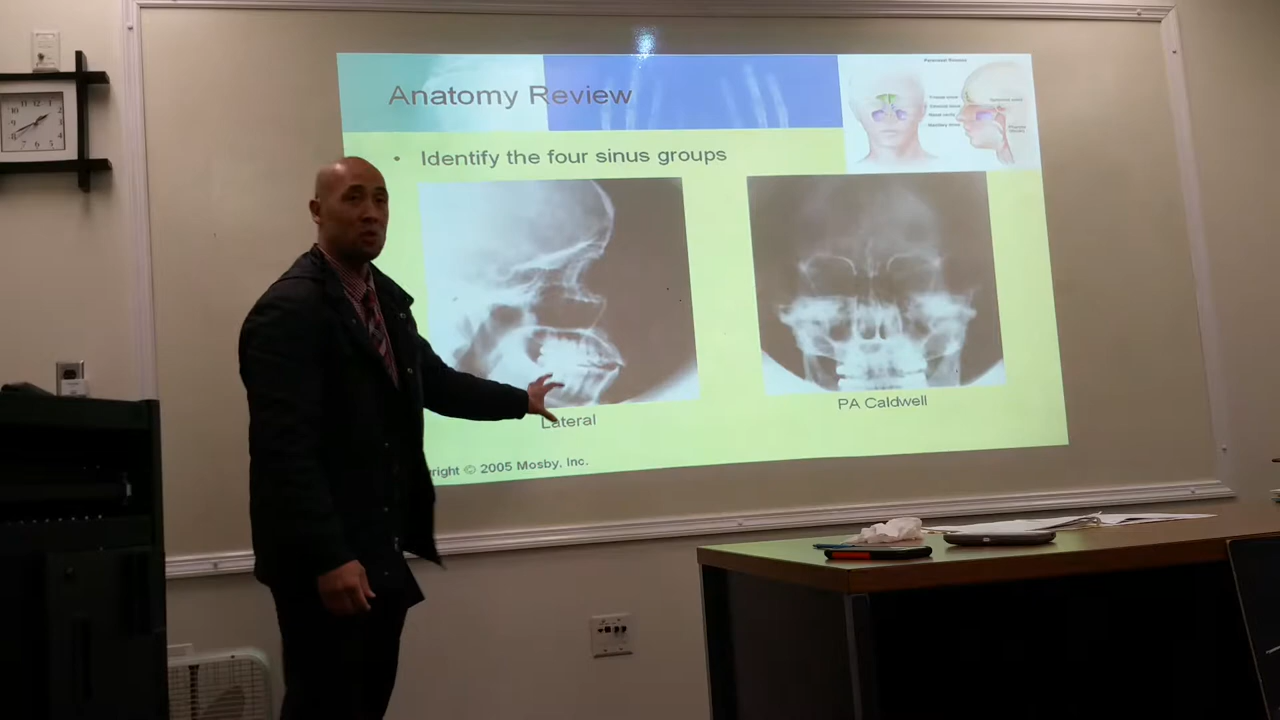 Anatomy Review
• Identify the four sinus groups
Lateral
PA Caldwell
right © 2005 Mosby, Inc.